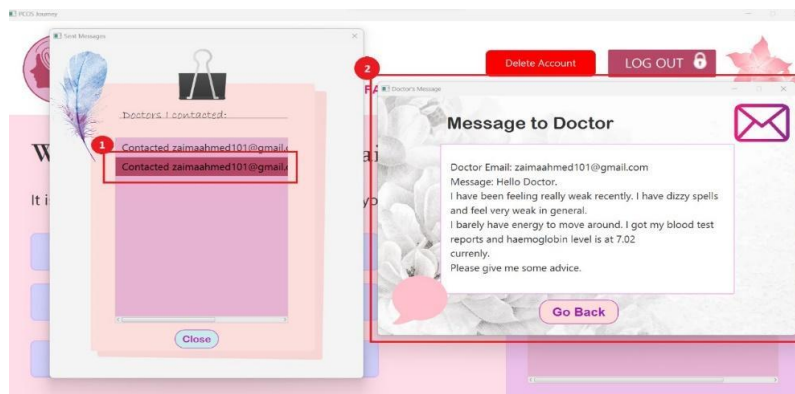 PCOS Journey
Sent Messages
Doctors I contacted:
1
Contacted zaimaahmed101@gmail.c
Contacted zaimaahmed101@gmail.c
Close
It i
2
Delete Account
LOG OUT
Doctor's Message
Message to Doctor
Doctor Email: zaimaahmed101@gmail.com
Message: Hello Doctor.
I have been feeling really weak recently. I have dizzy spells
and feel very weak in general.
I barely have energy to move around. I got my blood test
reports and haemoglobin level is at 7.02
currenly.
Please give me some advice.
Go Back